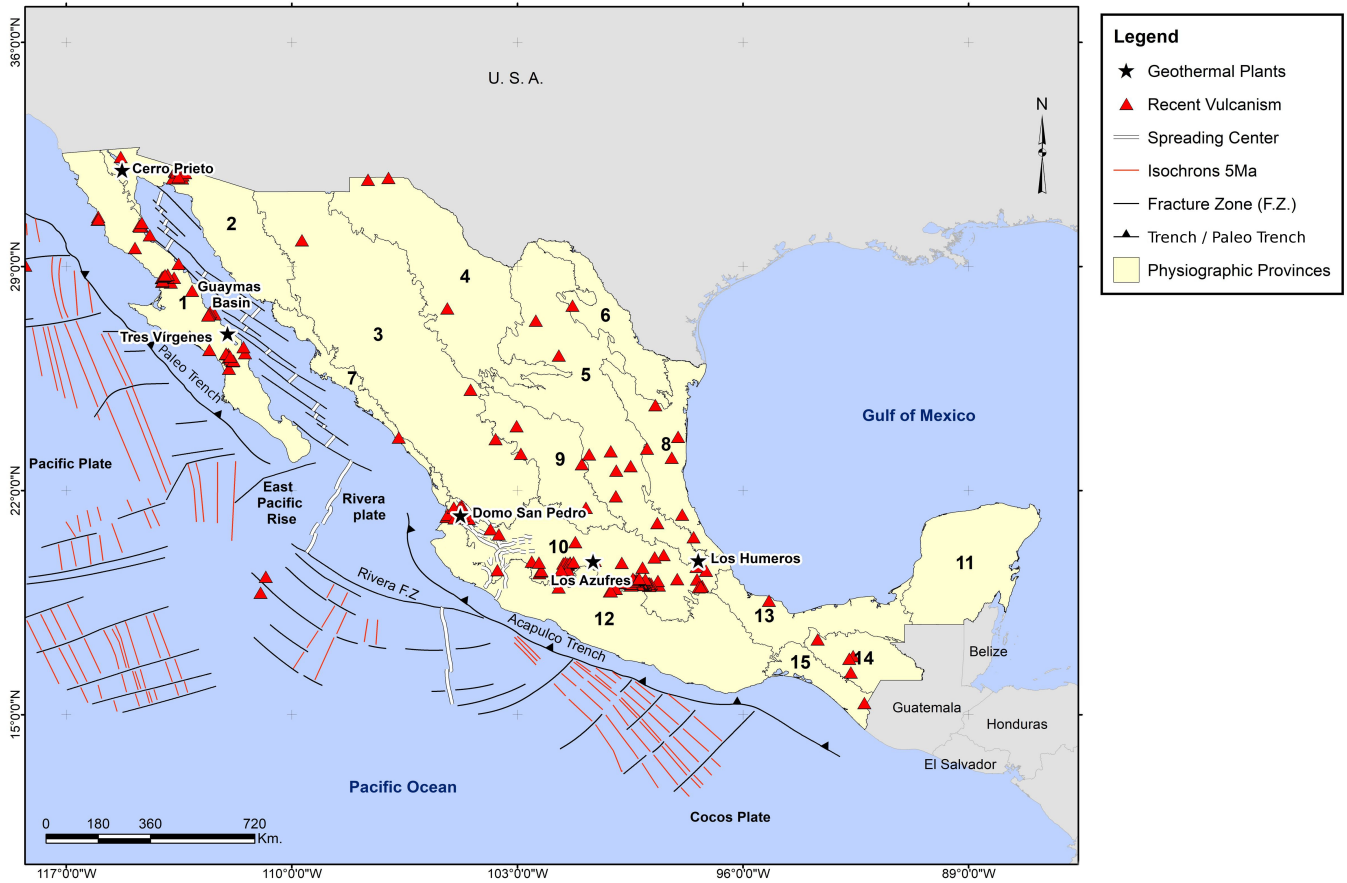 U. S. A.
N
Cerro Prieto
2
4
Guaymas
Basin
1
6
Tres Vírgenes
3
Paleo Trench
7
5
Gulf of Mexico
8
9
Pacific Plate
East
Pacific
Rise
Rivera
plate
Domo San Pedro
10
Los Humeros
11
Los Azufres
Rivera F.Z
12
13
Acapulco Trench
15
14
Belize
Guatemala
Honduras
El Salvador
Pacific Ocean
Cocos Plate
0 180 360 720
Km.
36°0'0"N
29°0'0"N
22°0'0"N
15°0'0"N
117°0'0"W
110°0'0"W
103°0'0"W
96°0'0"W
89°0'0"W
Legend
Geothermal Plants
Recent Vulcanism
Spreading Center
Isochrons 5Ma
Fracture Zone (F.Z.)
Trench / Paleo Trench
Physiographic Provinces